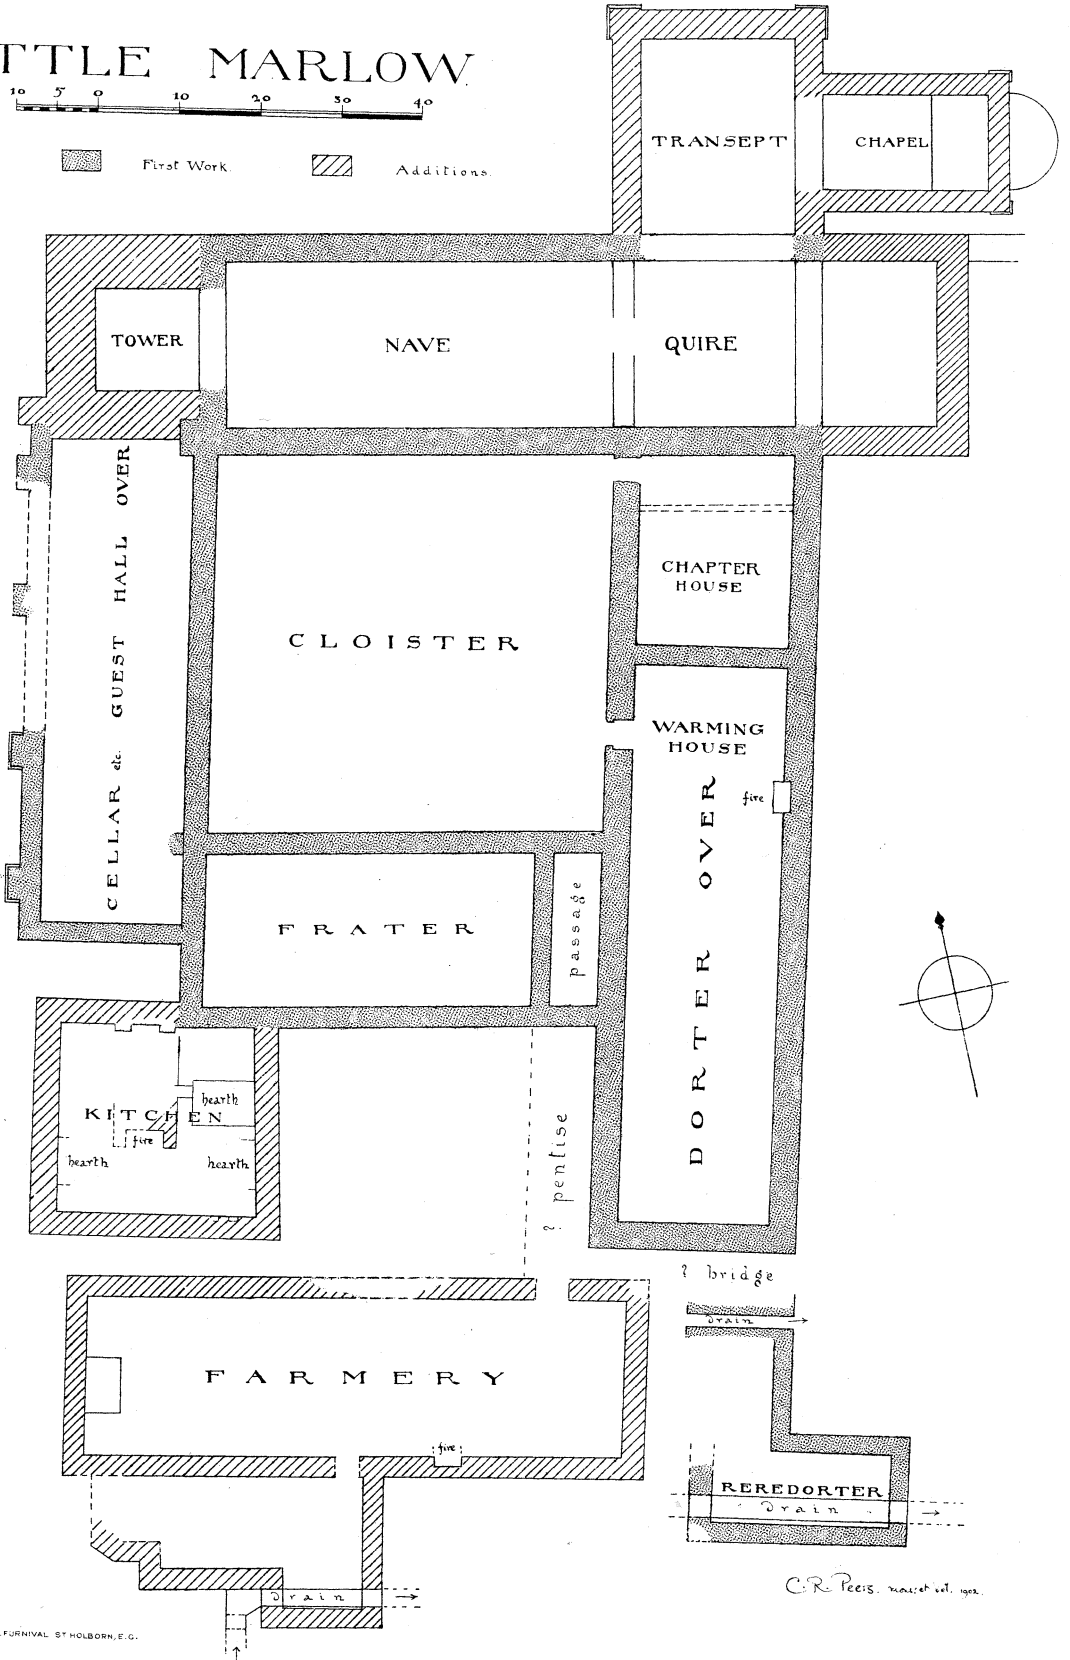 TTLE MARLOW
10 5 0 10 20 30 40
First Work.
Additions.
TRANSEPT
CHAPEL
TOWER
NAVE
QUIRE
CELLAR etc. GUEST HALL OVER
CLOISTER
CHAPTER
HOUSE
WARMING
HOUSE
fire
DORTER OVER
FRATER
passage
KITCHEN
hearth
fire
hearth
hearth
? pentise
? bridge
Drain
FARMERY
fire
REREDORTER
Drain
Drain
C. R. Peers. 1902.
FURNIVAL ST HOLBORN, E.C.